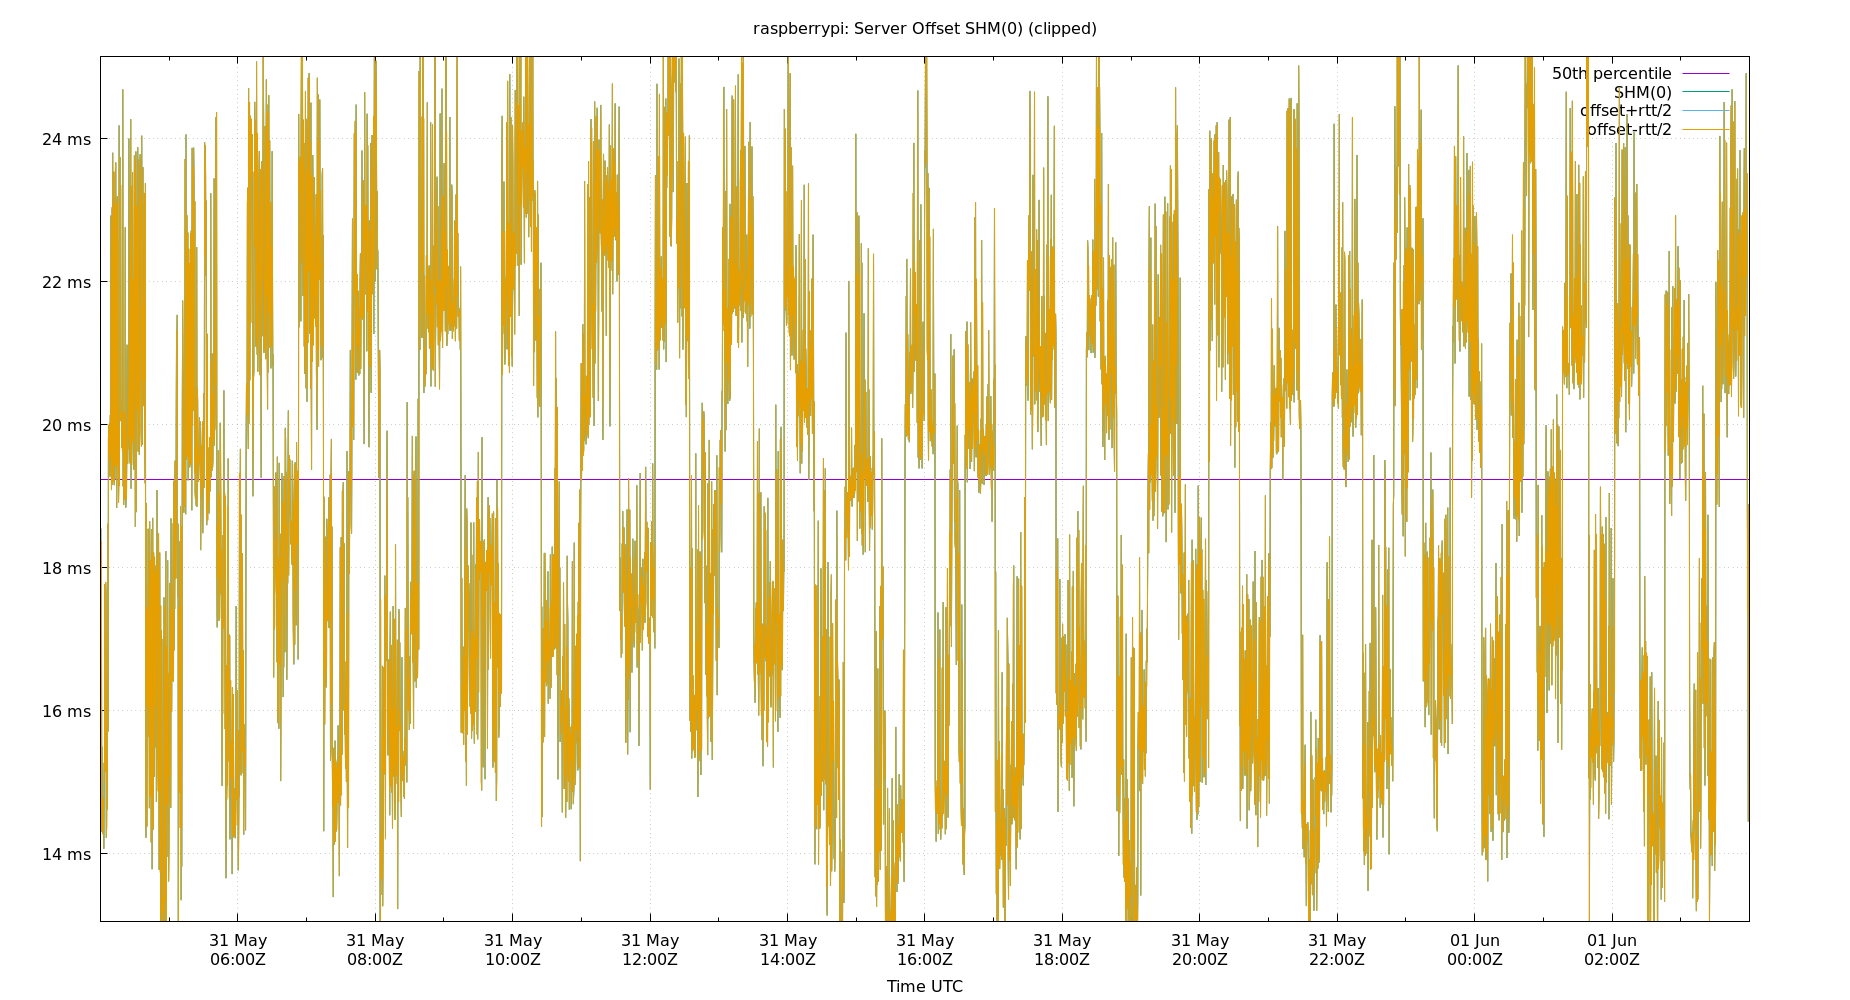 raspberrypi: Server Offset SHM(0) (clipped)
50th percentile
SHM(0)
offset+rtt/2
offset-rtt/2
24 ms
22 ms
20 ms
18 ms
16 ms
14 ms
31 May 31 May 31 May 31 May 31 May 31 May 31 May 31 May 31 May 01 Jun 01 Jun
06:00Z 08:00Z 10:00Z 12:00Z 14:00Z 16:00Z 18:00Z 20:00Z 22:00Z 00:00Z 02:00Z
Time UTC